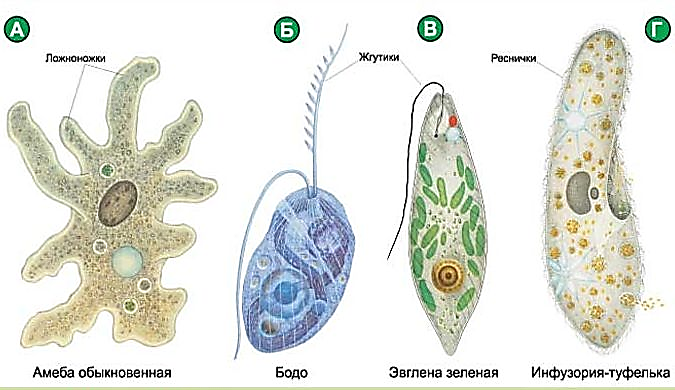 А
Б
В
Г
Ложноножки
Жгутики
Реснички
Амеба обыкновенная
Бодо
Эвглена зеленая
Инфузория-туфелька